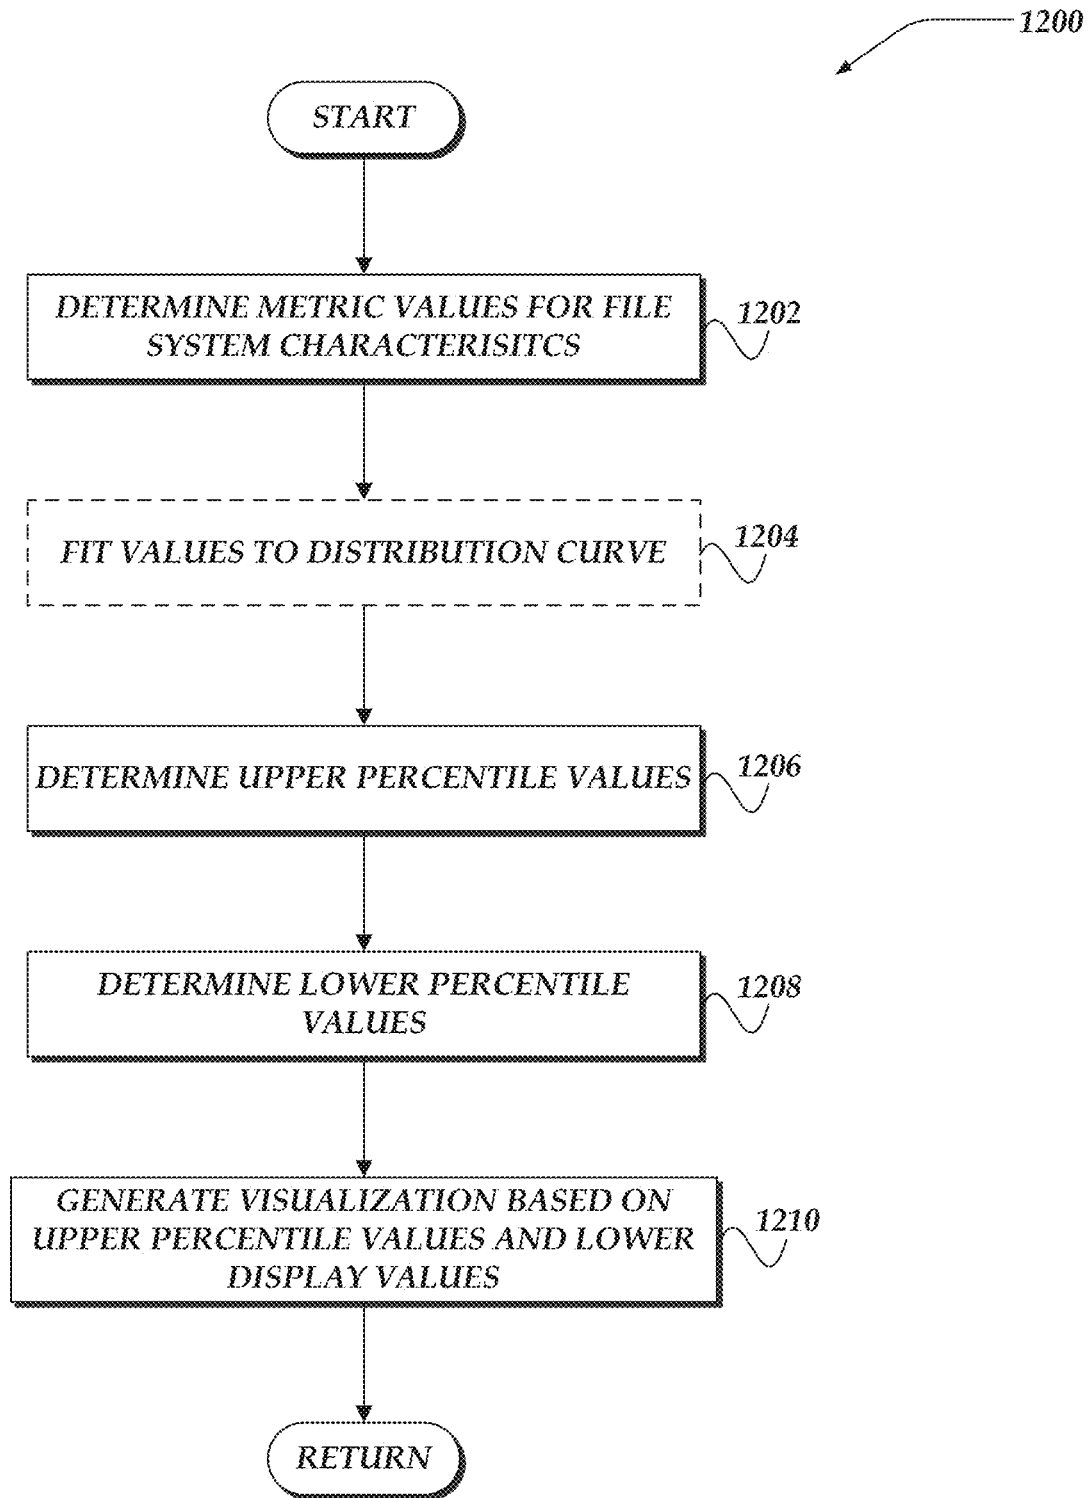 1200
START
DETERMINE METRIC VALUES FOR FILE
SYSTEM CHARACTERISITCS
1202
FIT VALUES TO DISTRIBUTION CURVE
1204
DETERMINE UPPER PERCENTILE VALUES
1206
DETERMINE LOWER PERCENTILE
VALUES
1208
GENERATE VISUALIZATION BASED ON
UPPER PERCENTILE VALUES AND LOWER
DISPLAY VALUES
1210
RETURN